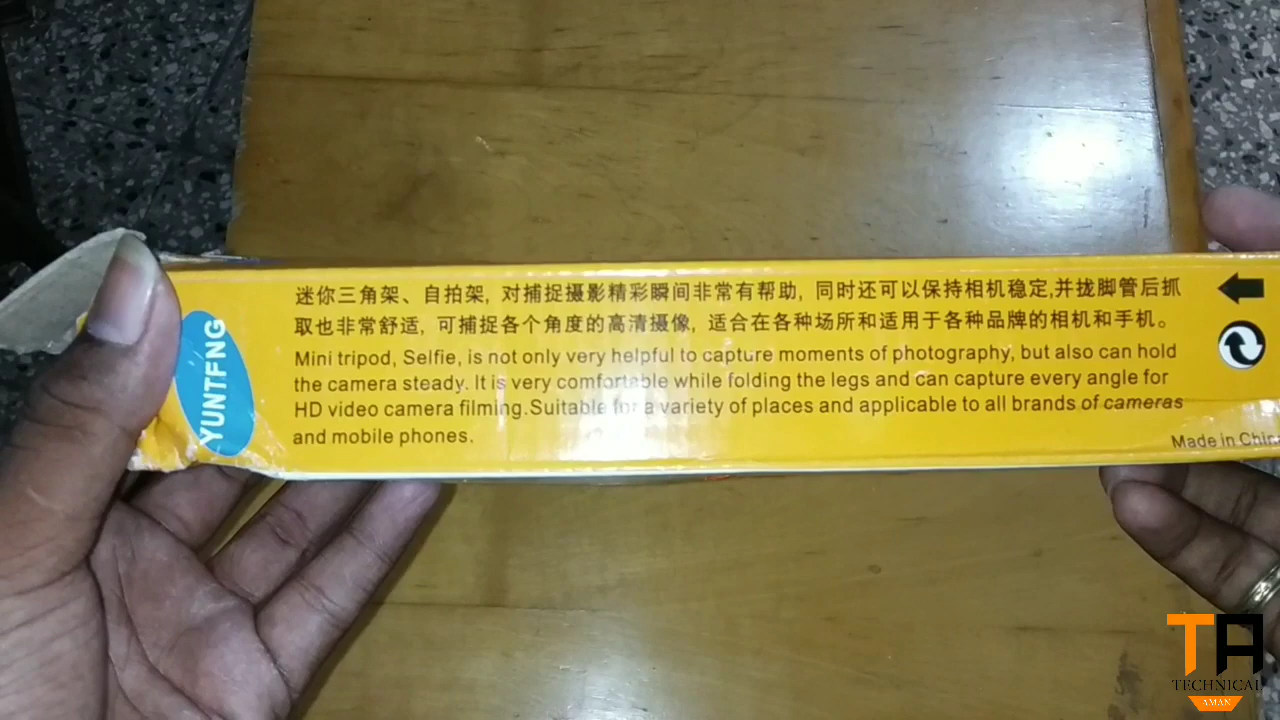 迷你三角架、自拍架, 对捕捉摄影精彩瞬间非常有帮助, 同时还可以保持相机稳定,并拢脚管后抓
取也非常舒适, 可捕捉各个角度的高清摄像, 适合在各种场所和适用于各种品牌的相机和手机。
Mini tripod, Selfie, is not only very helpful to capture moments of photography, but also can hold
the camera steady. It is very comfortable while folding the legs and can capture every angle for
HD video camera filming.Suitable for a variety of places and applicable to all brands of cameras
and mobile phones.
Made in
YUNTFNG
TA
TECHNICAL
AMAN